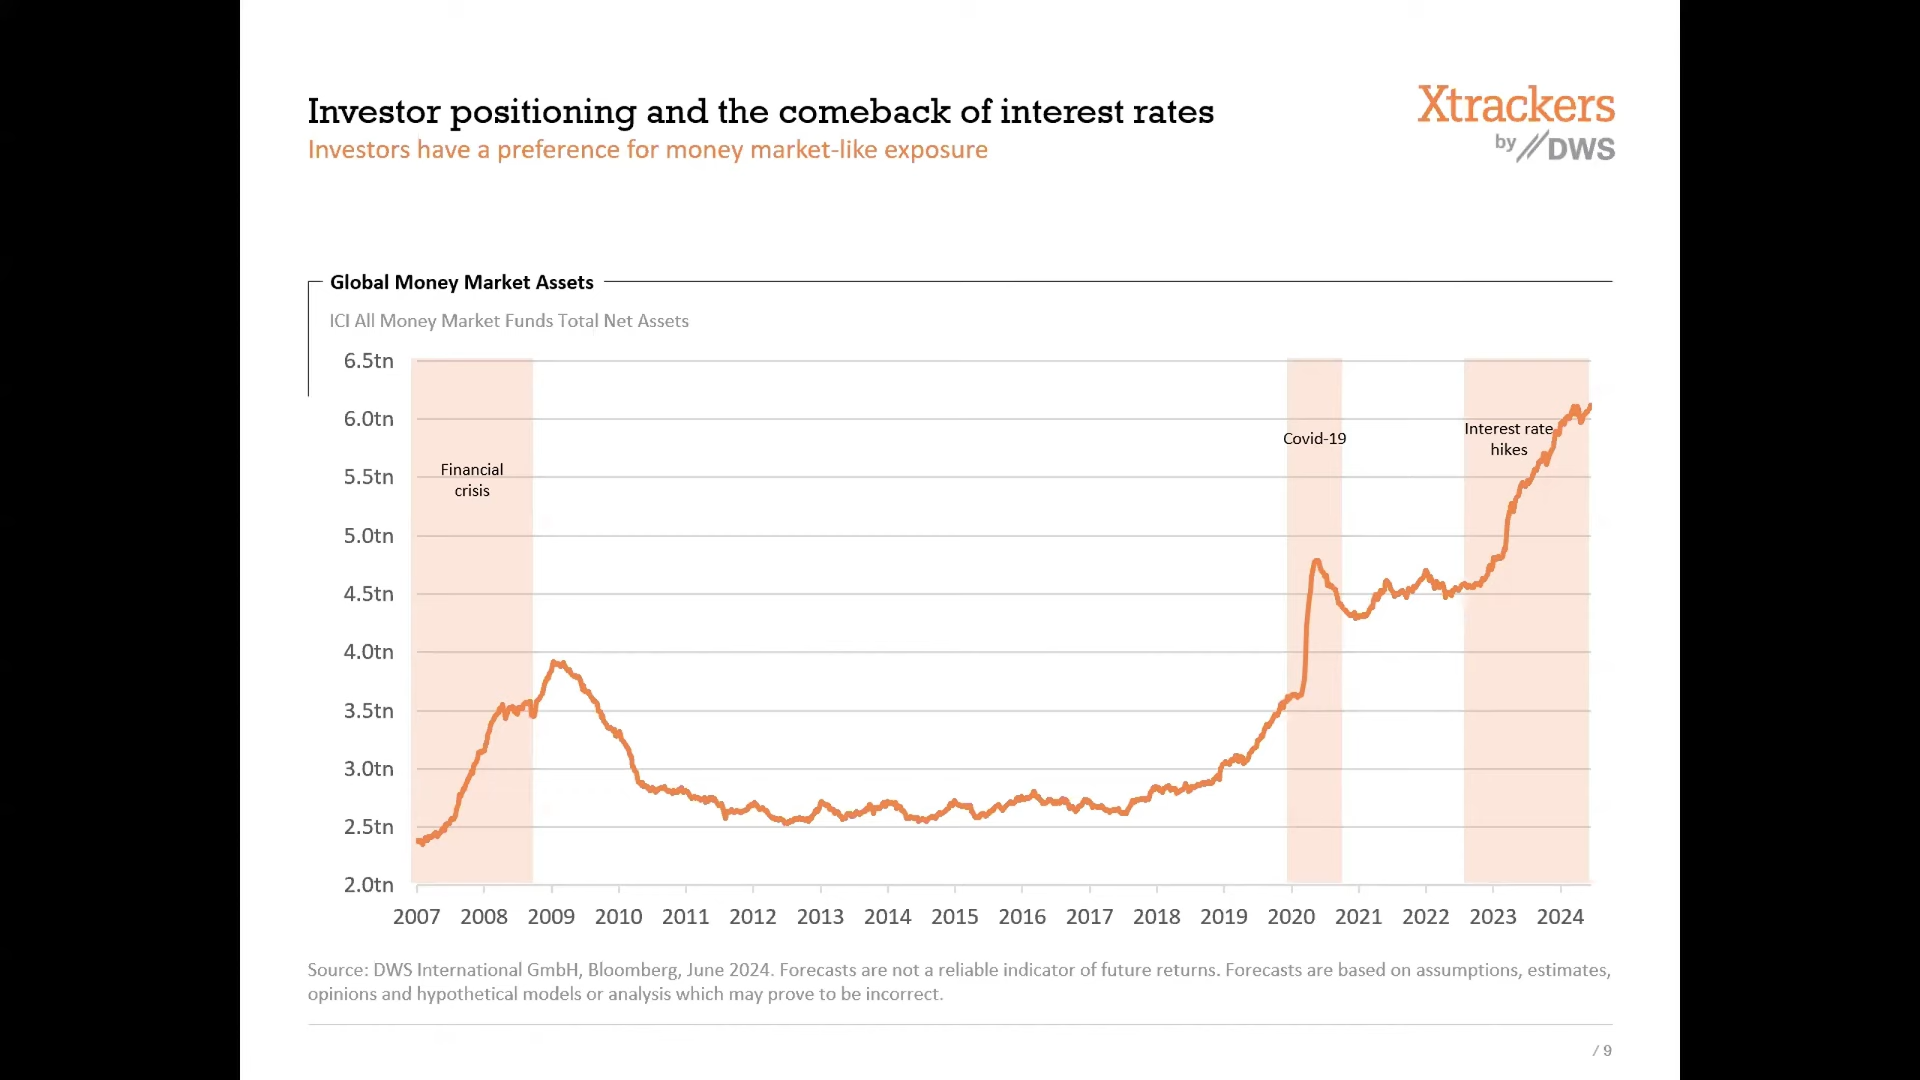 Investor positioning and the comeback of interest rates
Investors have a preference for money market-like exposure
Xtrackers
by DWS
Global Money Market Assets
ICI All Money Market Funds Total Net Assets
6.5tn
6.0tn
5.5tn
5.0tn
4.5tn
4.0tn
3.5tn
3.0tn
2.5tn
2.0tn
Financial
crisis
Covid-19
Interest rate
hikes
2007 2008 2009 2010 2011 2012 2013 2014 2015 2016 2017 2018 2019 2020 2021 2022 2023 2024
Source: DWS International GmbH, Bloomberg, June 2024. Forecasts are not a reliable indicator of future returns. Forecasts are based on assumptions, estimates,
opinions and hypothetical models or analysis which may prove to be incorrect.
/ 9